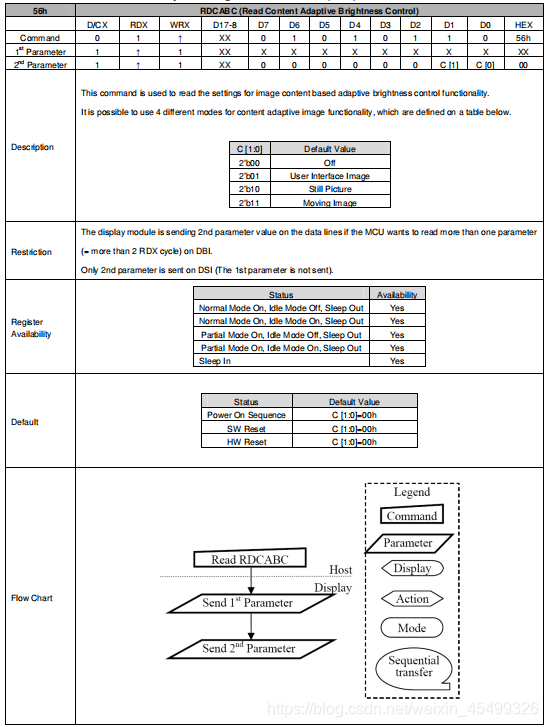 56h RDCABC (Read Content Adaptive Brightness Control)
D/CX RDX WRX D17-8 D7 D6 D5 D4 D3 D2 D1 D0 HEX
Command 0 1 ↑ XX 0 1 0 1 0 1 1 0 56h
1st Parameter 1 ↑ 1 XX X X X X X X X X XX
2nd Parameter 1 ↑ 1 XX 0 0 0 0 0 0 C [1] C [0] 00
Description
This command is used to read the settings for image content based adaptive brightness control functionality.
It is possible to use 4 different modes for content adaptive image functionality, which are defined on a table below.
C [1:0] Default Value
2'b00 Off
2'b01 User Interface Image
2'b10 Still Picture
2'b11 Moving Image
Restriction
The display module is sending 2nd parameter value on the data lines if the MCU wants to read more than one parameter
(= more than 2 RDX cycle) on DBI.
Only 2nd parameter is sent on DSI (The 1st parameter is not sent).
Register
Availability
Status Availability
Normal Mode On, Idle Mode Off, Sleep Out Yes
Normal Mode On, Idle Mode On, Sleep Out Yes
Partial Mode On, Idle Mode Off, Sleep Out Yes
Partial Mode On, Idle Mode On, Sleep Out Yes
Sleep In Yes
Default
Status Default Value
Power On Sequence C [1:0]=00h
SW Reset C [1:0]=00h
HW Reset C [1:0]=00h
Flow Chart
Read RDCABC
Host
Display
Send 1st Parameter
Send 2nd Parameter
Legend
Command
Parameter
Display
Action
Mode
Sequential
transfer
https://blog.csdn.net/weixin_45499326